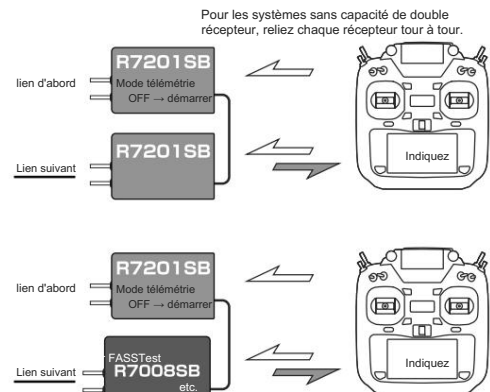 Pour les systèmes sans capacité de double
récepteur, reliez chaque récepteur tour à tour.
R7201SB
lien d'abord
Mode télémétrie
OFF → démarrer
R7201SB
Lien suivant
Indiquez
R7201SB
lien d'abord
Mode télémétrie
OFF → démarrer
FASSTest
R7008SB
Lien suivant
etc.
Indiquez